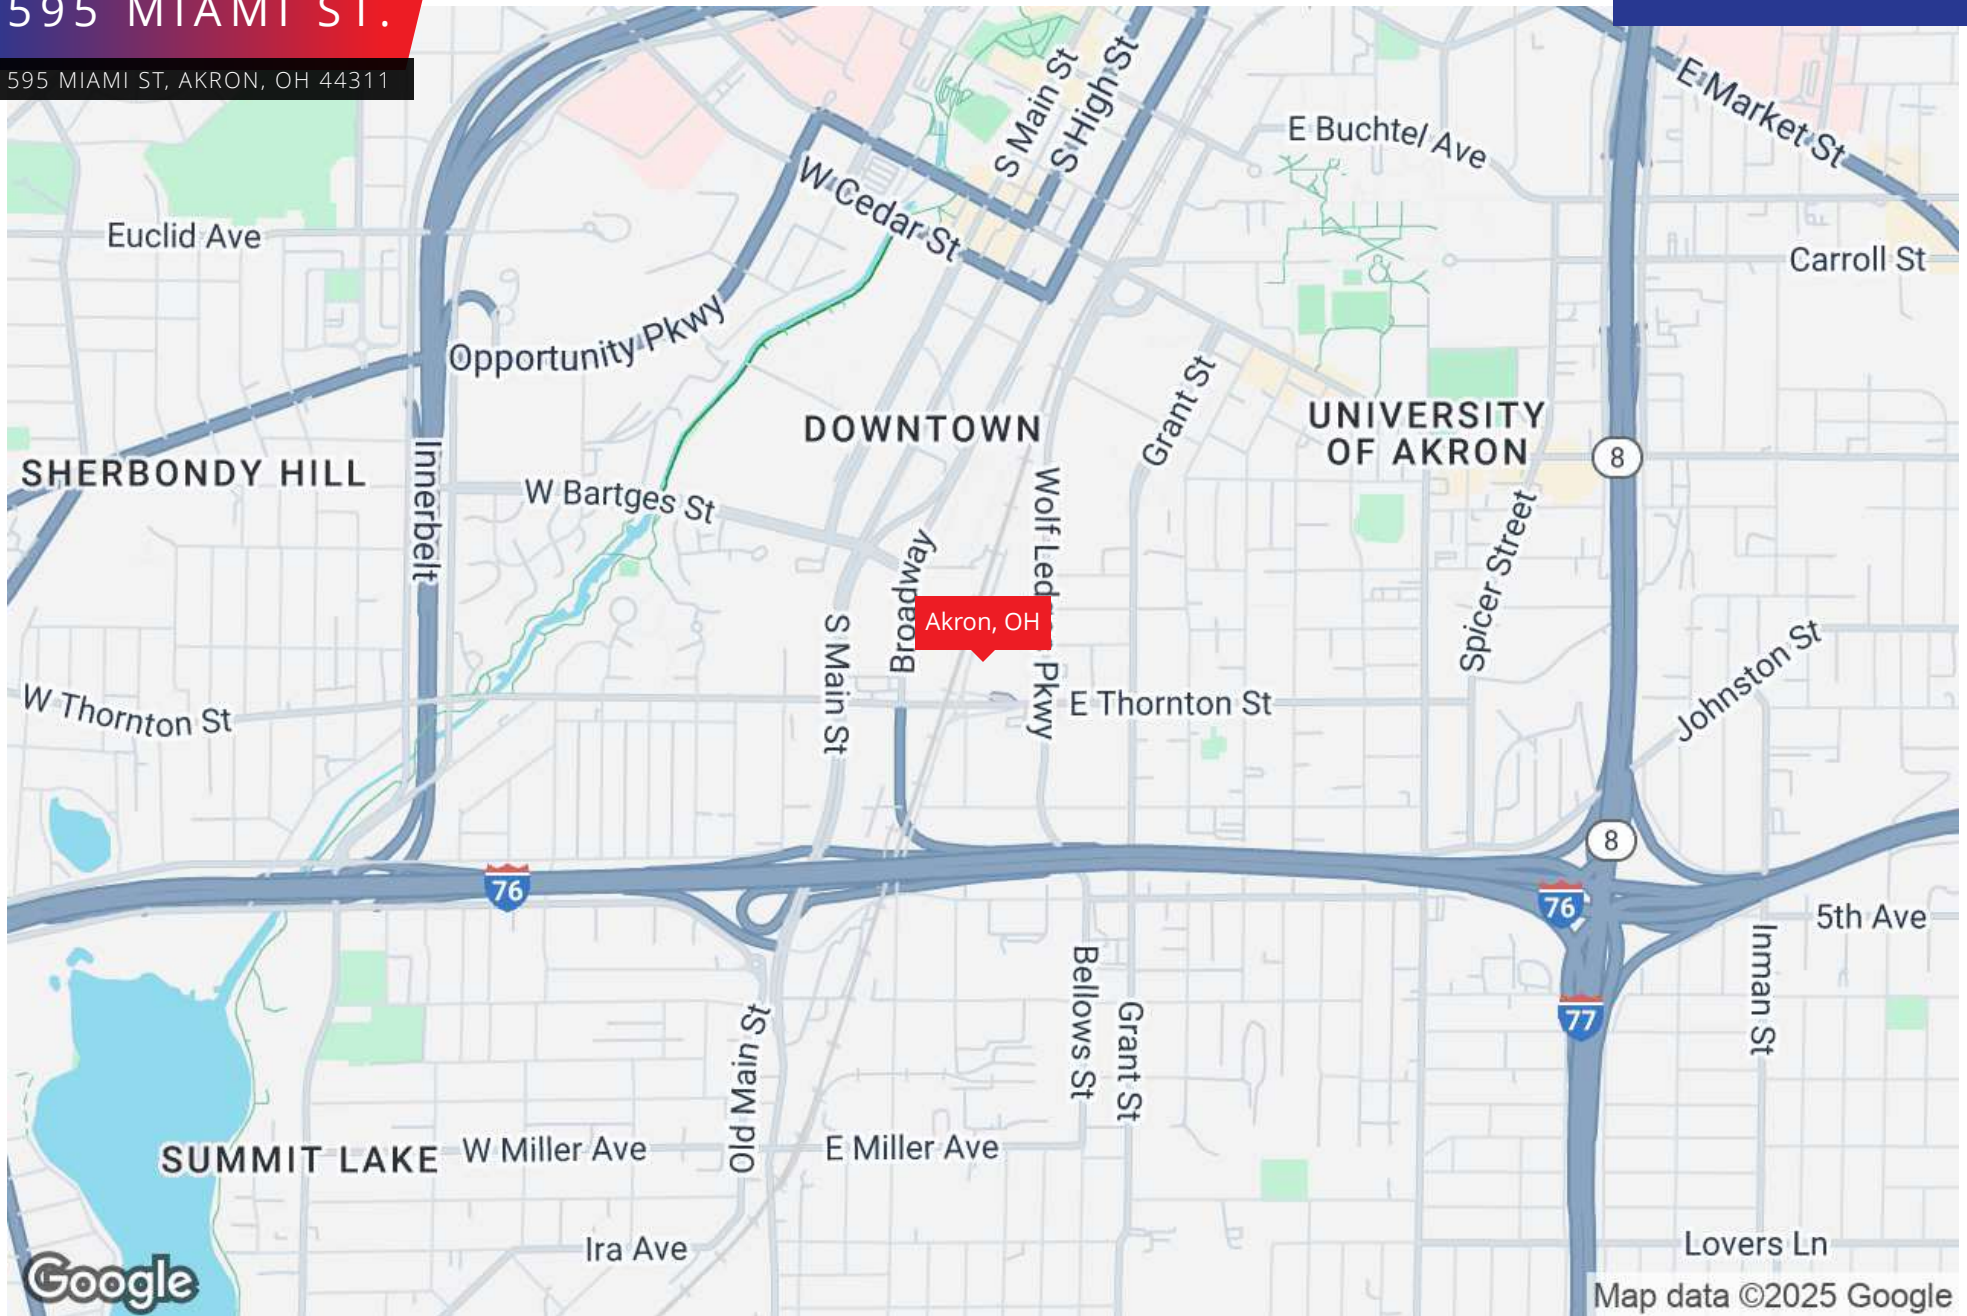 595 MIAMI ST.
595 MIAMI ST, AKRON, OH 44311
S Main St
S High St
E Market St
E Buchtel Ave
W Cedar St
Euclid Ave
Carroll St
Opportunity Pkwy
Grant St
DOWNTOWN
UNIVERSITY
OF AKRON
8
SHERBONDY HILL
Innerbelt
W Bartges St
Wolf Led
Pkwy
Spicer Street
Broadway
Akron, OH
S Main St
Johnston St
W Thornton St
E Thornton St
8
76
76
5th Ave
Inman St
Bellows St
77
Grant St
Old Main St
SUMMIT LAKE
W Miller Ave
E Miller Ave
Ira Ave
Lovers Ln
Google
Map data ©2025 Google